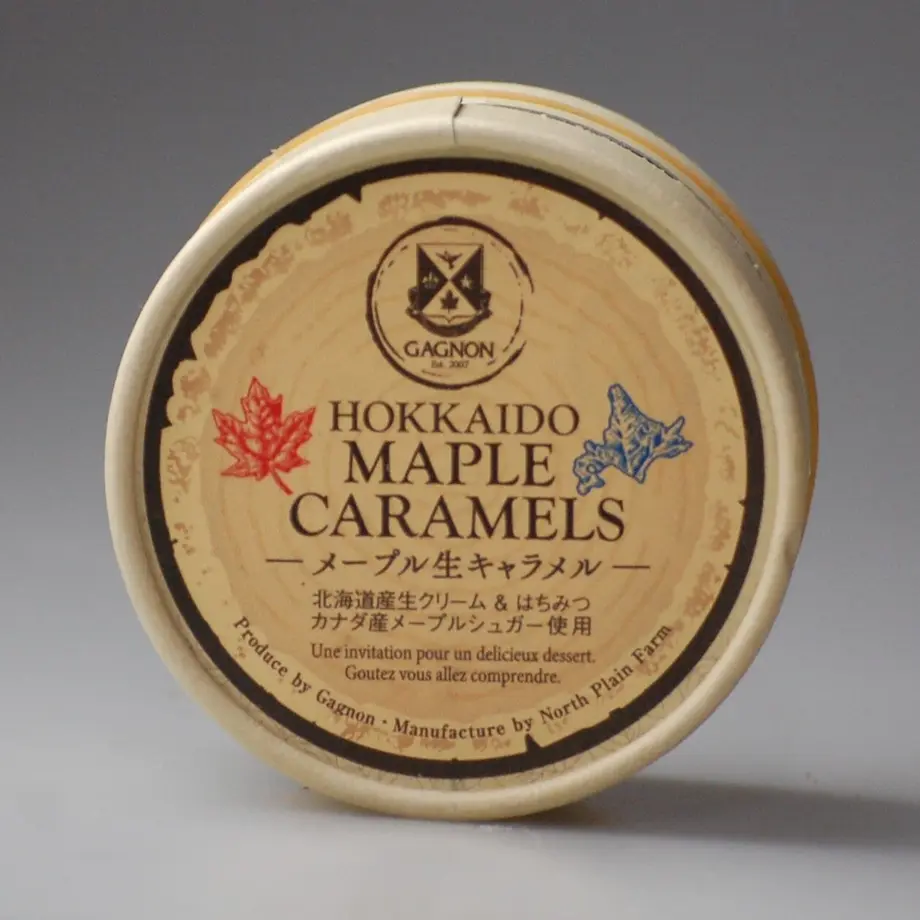 GAGNON
Est. 2007
HOKKAIDO
MAPLE
CARAMELS
メープル生キャラメル
北海道産生クリーム & はちみつ
カナダ産メープルシュガー使用
Une invitation pour un delicieux dessert.
Goutez vous allez comprendre.
Produce by Gagnon・Manufacture by North Plain Farm